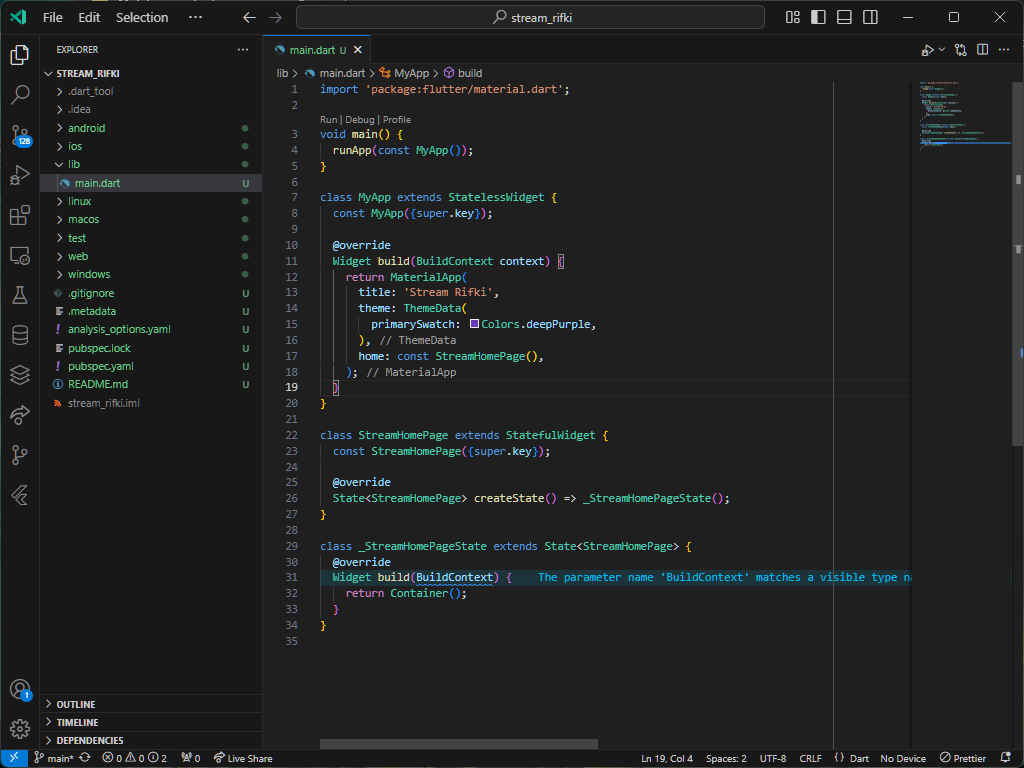 File Edit Selection ··· stream_rifki
EXPLORER ···
STREAM_RIFKI
.dart_tool
.idea
android
ios
lib
main.dart U
linux
macos
test
web
windows
.gitignore U
.metadata U
analysis_options.yaml U
pubspec.lock U
pubspec.yaml U
README.md U
stream_rifki.iml
OUTLINE
TIMELINE
DEPENDENCIES
128
1
main.dart U
lib > main.dart > MyApp > build
1 import 'package:flutter/material.dart';
2
Run | Debug | Profile
3 void main() {
4 runApp(const MyApp());
5 }
6
7 class MyApp extends StatelessWidget {
8 const MyApp({super.key});
9
10 @override
11 Widget build(BuildContext context) {
12 return MaterialApp(
13 title: 'Stream Rifki',
14 theme: ThemeData(
15 primarySwatch: Colors.deepPurple,
16 ), // ThemeData
17 home: const StreamHomePage(),
18 ); // MaterialApp
19 }
20 }
21
22 class StreamHomePage extends StatefulWidget {
23 const StreamHomePage({super.key});
24
25 @override
26 State<StreamHomePage> createState() => _StreamHomePageState();
27 }
28
29 class _StreamHomePageState extends State<StreamHomePage> {
30 @override
31 Widget build(BuildContext) { The parameter name 'BuildContext' matches a visible type na
32 return Container();
33 }
34 }
35
main* 0 0 2 0 Live Share Ln 19, Col 4 Spaces: 2 UTF-8 CRLF {} Dart No Device Prettier